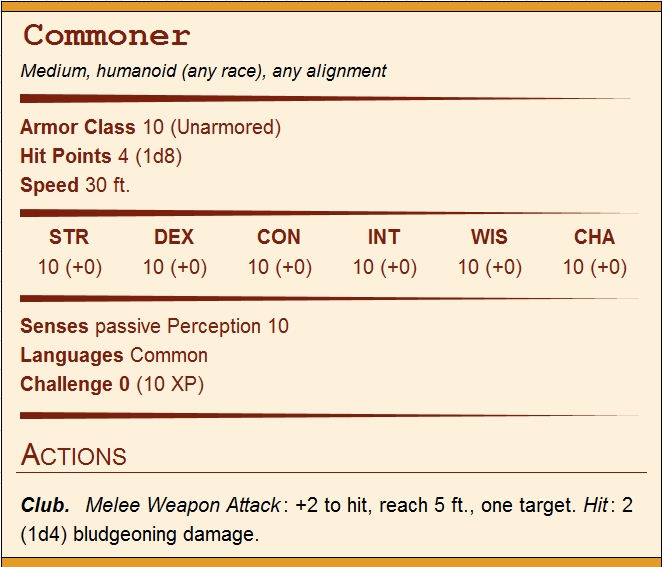 Commoner
Medium, humanoid (any race), any alignment
Armor Class 10 (Unarmored)
Hit Points 4 (1d8)
Speed 30 ft.
STR DEX CON INT WIS CHA
10 (+0) 10 (+0) 10 (+0) 10 (+0) 10 (+0) 10 (+0)
Senses passive Perception 10
Languages Common
Challenge 0 (10 XP)
ACTIONS
Club. Melee Weapon Attack: +2 to hit, reach 5 ft., one target. Hit: 2
(1d4) bludgeoning damage.